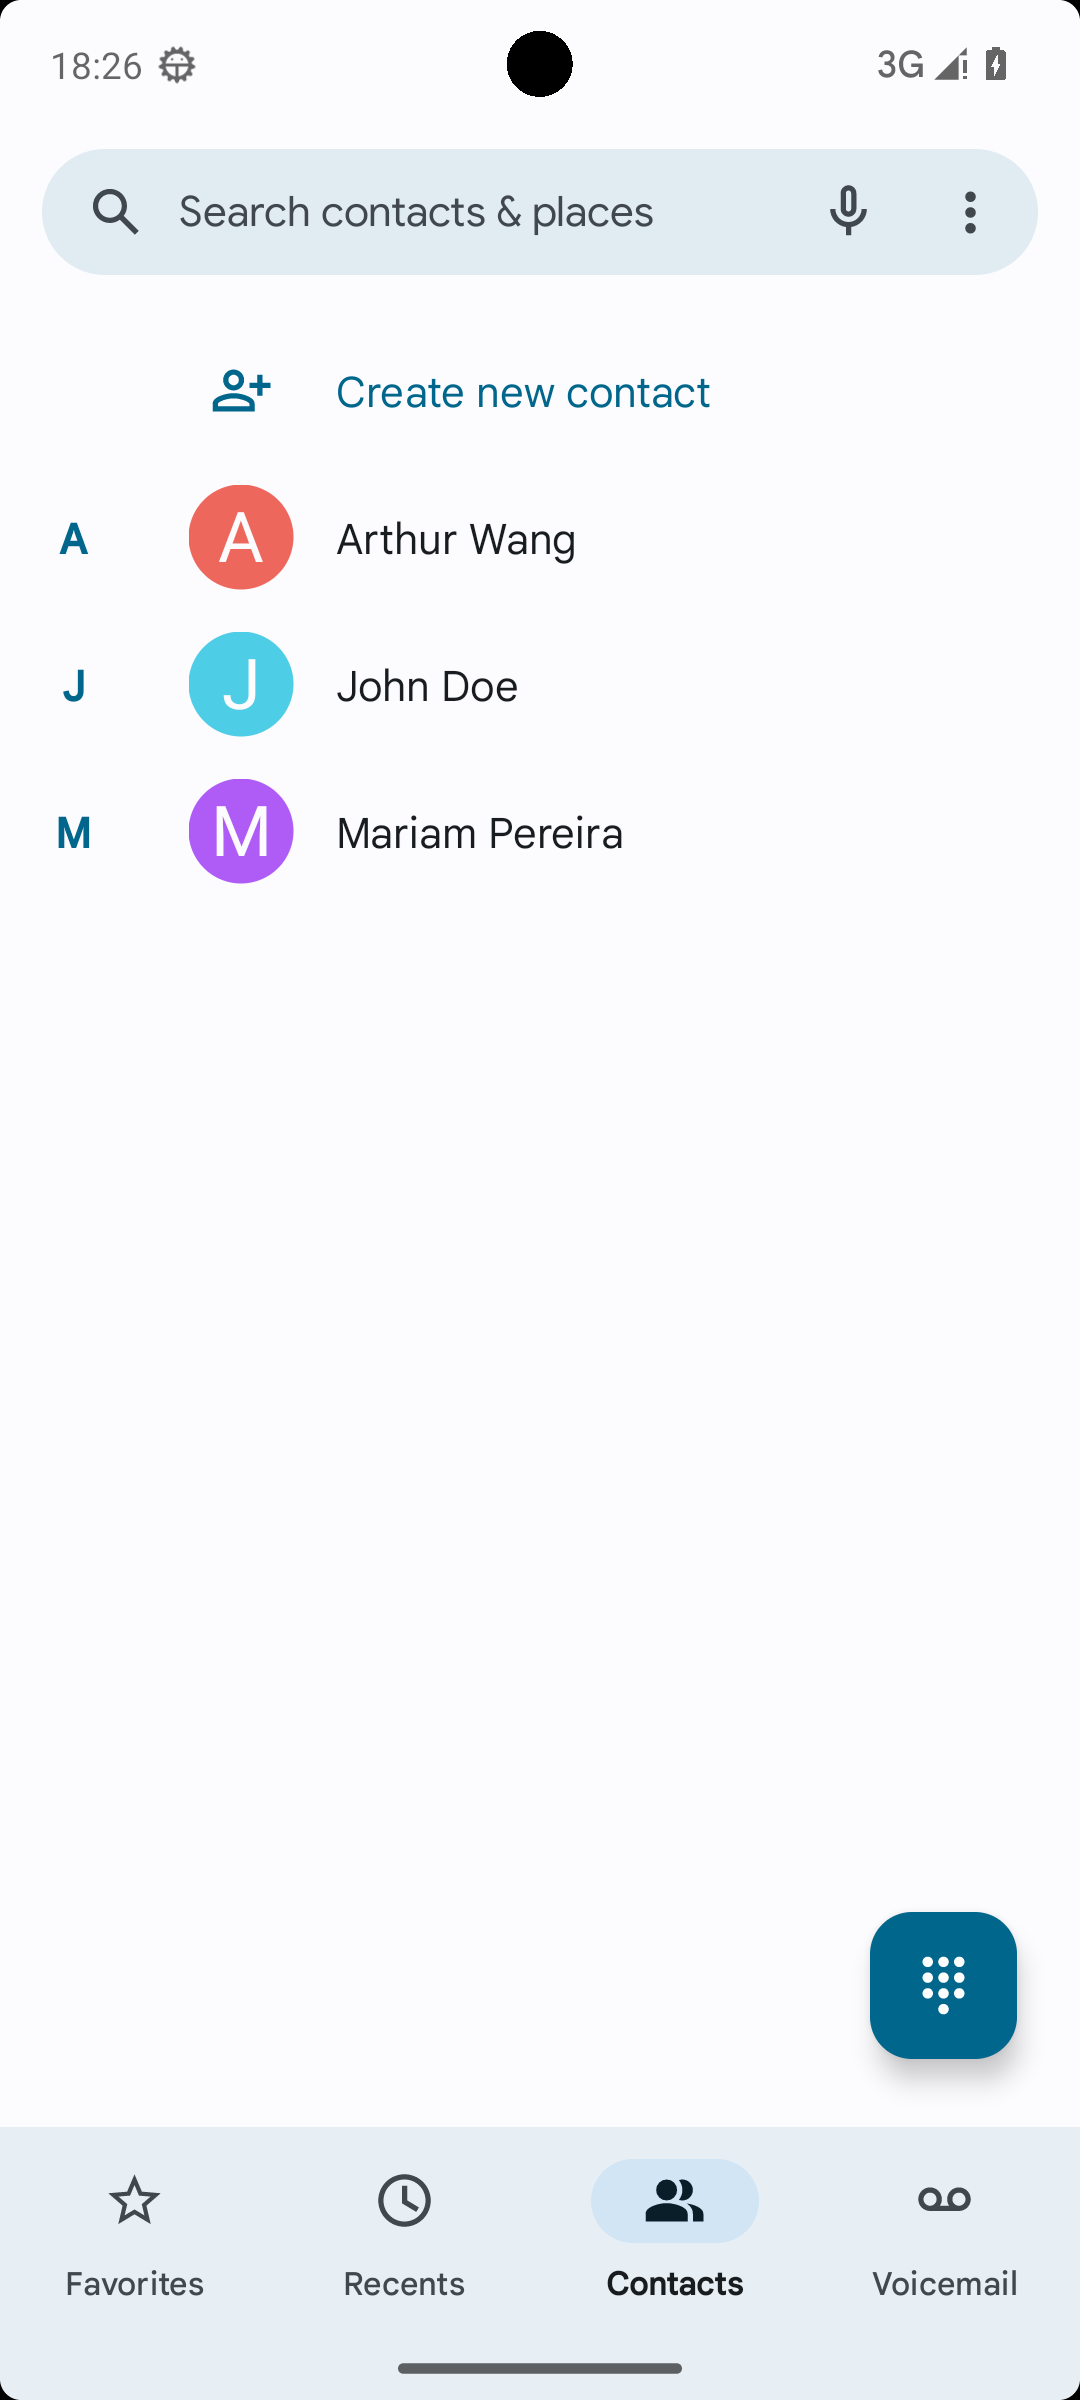 18:26
3G
Search contacts & places
Create new contact
A
A
Arthur Wang
J
J
John Doe
M
M
Mariam Pereira
Favorites
Recents
Contacts
Voicemail